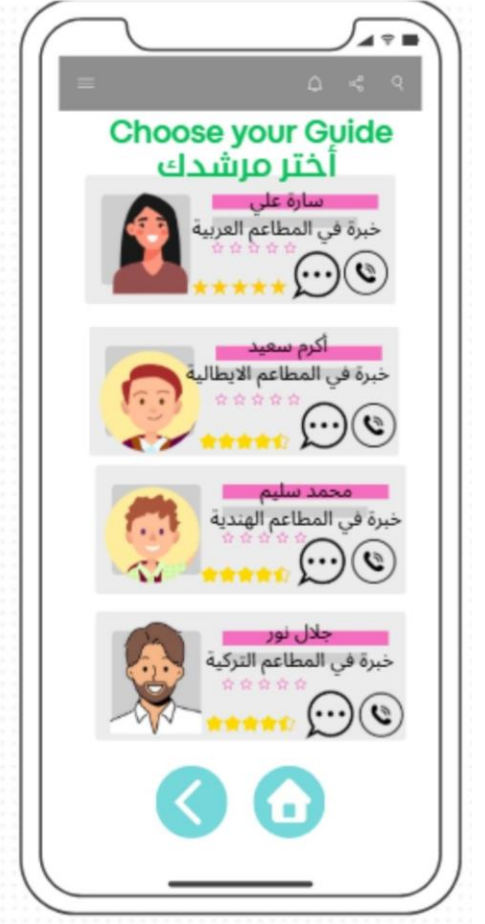 Choose your Guide
أختر مرشدك
سارة علي
خبرة في المطاعم العربية
أكرم سعيد
خبرة في المطاعم الايطالية
محمد سليم
خبرة في المطاعم الهندية
جلال نور
خبرة في المطاعم التركية